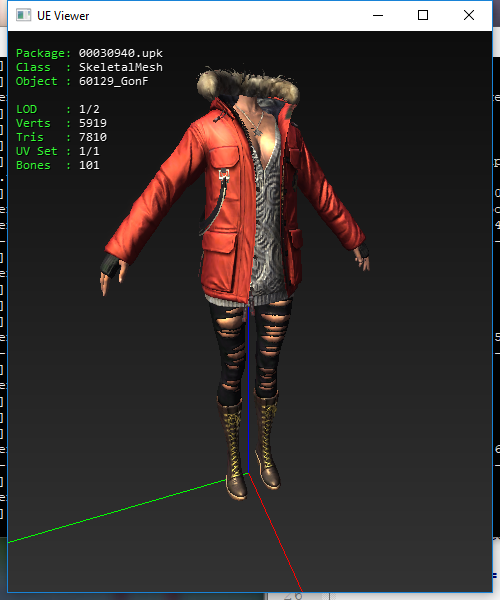 UE Viewer
Package: 00030940.upk
Class : SkeletalMesh
Object : 60129_GonF
LOD : 1/2
Verts : 5919
Tris : 7810
UV Set : 1/1
Bones : 101